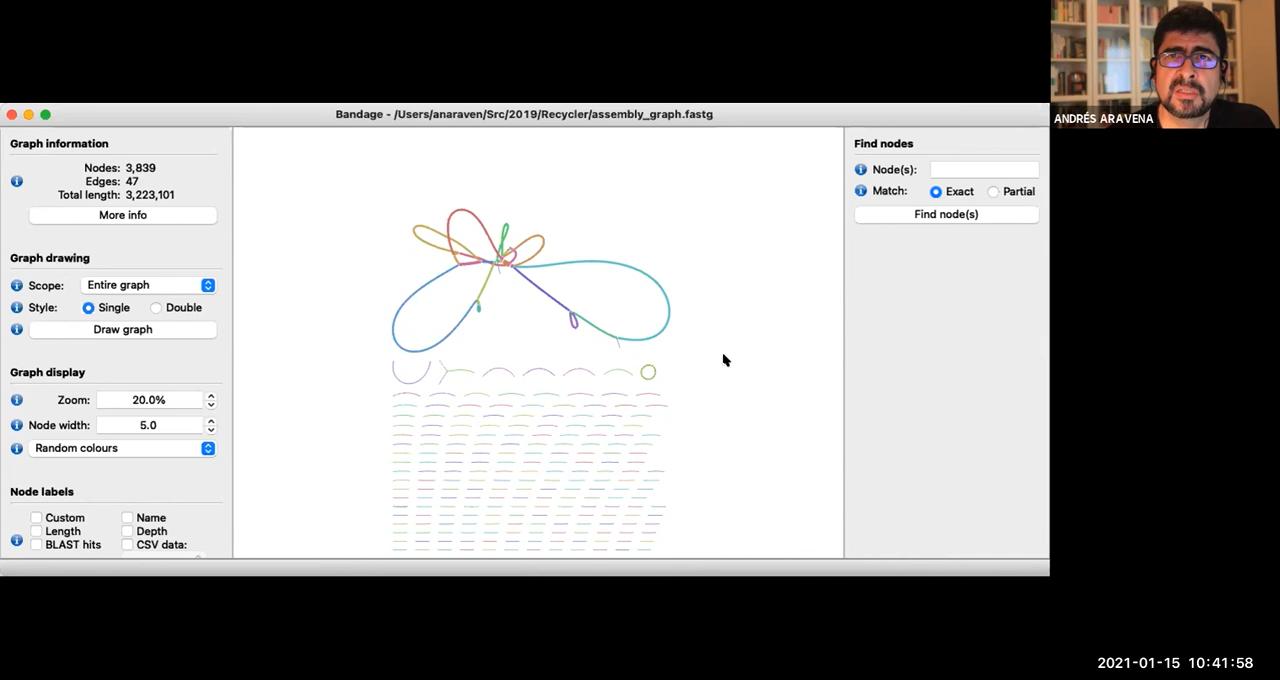 Bandage - /Users/anaraven/Src/2019/Recycler/assembly_graph.fastg
ANDRÉS ARAVENA
Graph information
Nodes: 3,839
Edges: 47
Total length: 3,223,101
More info
Graph drawing
Scope: Entire graph
Style: Single Double
Draw graph
Graph display
Zoom: 20.0%
Node width: 5.0
Random colours
Node labels
Custom Name
Length Depth
BLAST hits CSV data:
Find nodes
Node(s):
Match: Exact Partial
Find node(s)
2021-01-15 10:41:58